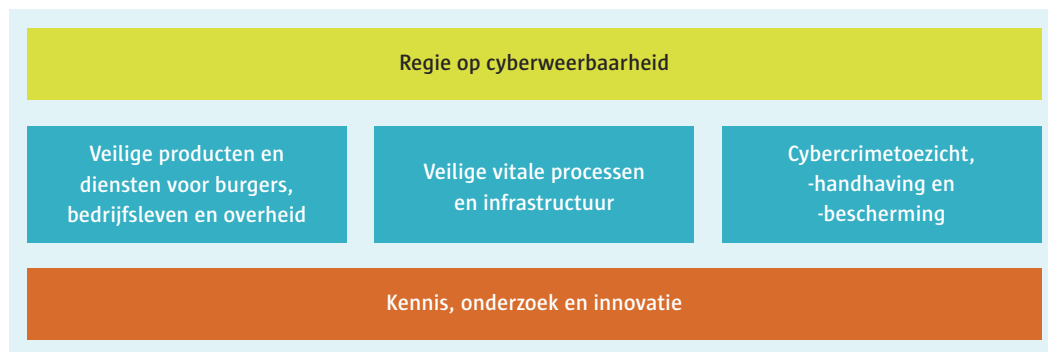 Regie op cyberweerbaarheid
Veilige producten en
diensten voor burgers,
bedrijfsleven en overheid
Veilige vitale processen
en infrastructuur
Cybercrimetoezicht,
-handhaving en
-bescherming
Kennis, onderzoek en innovatie